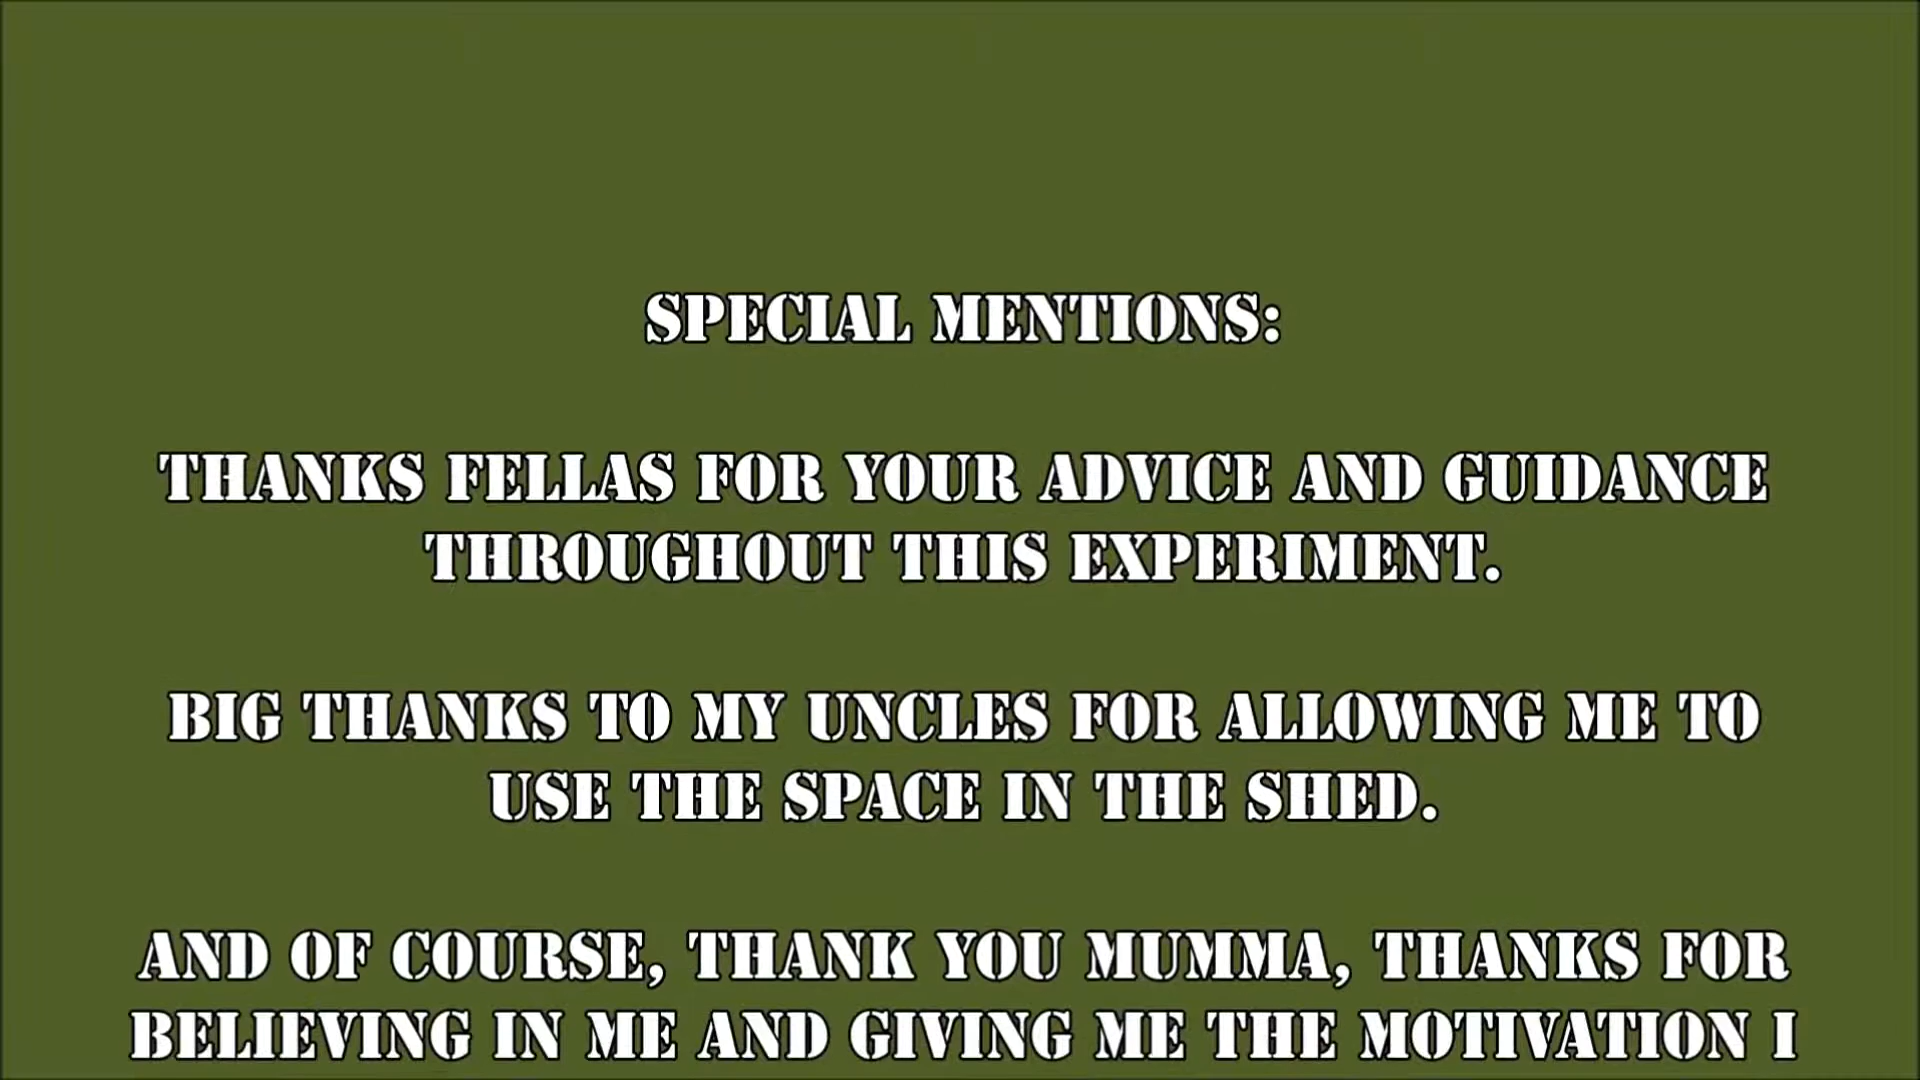 SPECIAL MENTIONS:
THANKS FELLAS FOR YOUR ADVICE AND GUIDANCE
THROUGHOUT THIS EXPERIMENT.
BIG THANKS TO MY UNCLES FOR ALLOWING ME TO
USE THE SPACE IN THE SHED.
AND OF COURSE, THANK YOU MUMMA, THANKS FOR
BELIEVING IN ME AND GIVING ME THE MOTIVATION I